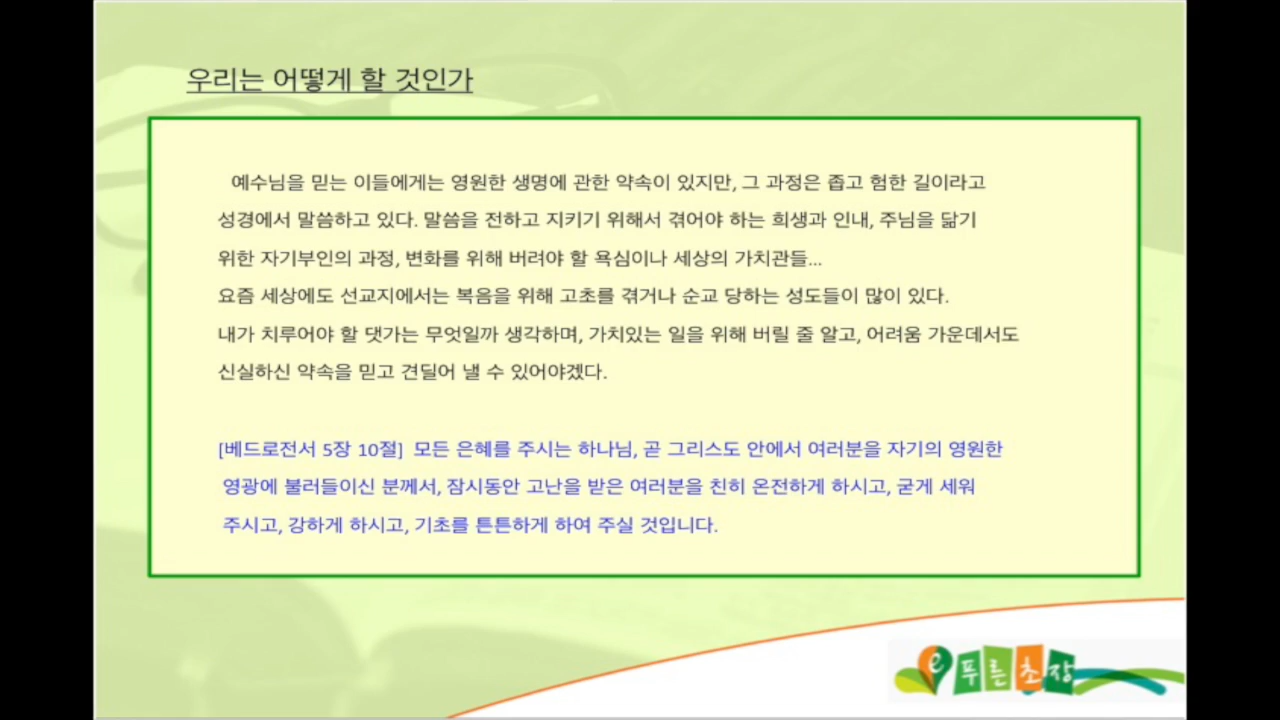 우리는 어떻게 할 것인가
예수님을 믿는 이들에게는 영원한 생명에 관한 약속이 있지만, 그 과정은 좁고 험한 길이라고
성경에서 말씀하고 있다. 말씀을 전하고 지키기 위해서 겪어야 하는 희생과 인내, 주님을 닮기
위한 자기부인의 과정, 변화를 위해 버려야 할 욕심이나 세상의 가치관들...
요즘 세상에도 선교지에서는 복음을 위해 고초를 겪거나 순교 당하는 성도들이 많이 있다.
내가 치루어야 할 댓가는 무엇일까 생각하며, 가치있는 일을 위해 버릴 줄 알고, 어려움 가운데서도
신실하신 약속을 믿고 견딜어 낼 수 있어야겠다.
[베드로전서 5장 10절] 모든 은혜를 주시는 하나님, 곧 그리스도 안에서 여러분을 자기의 영원한
영광에 불러들이신 분께서, 잠시동안 고난을 받은 여러분을 친히 온전하게 하시고, 굳게 세워
주시고, 강하게 하시고, 기초를 튼튼하게 하여 주실 것입니다.
e 푸른초장